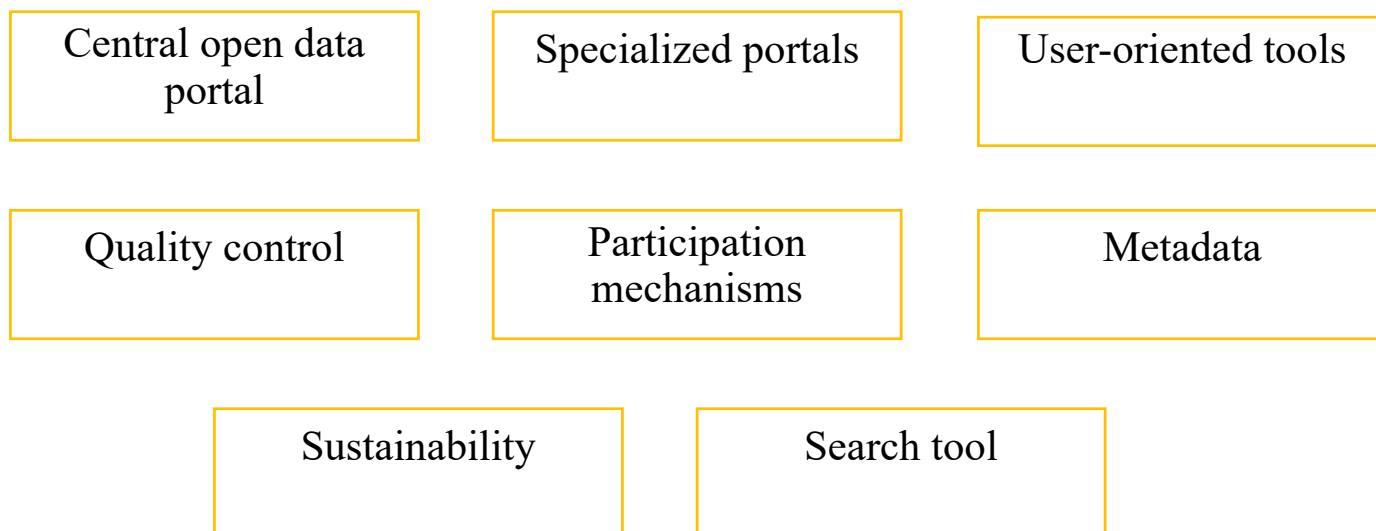 Central open data
portal
Specialized portals
User-oriented tools
Quality control
Participation
mechanisms
Metadata
Sustainability
Search tool